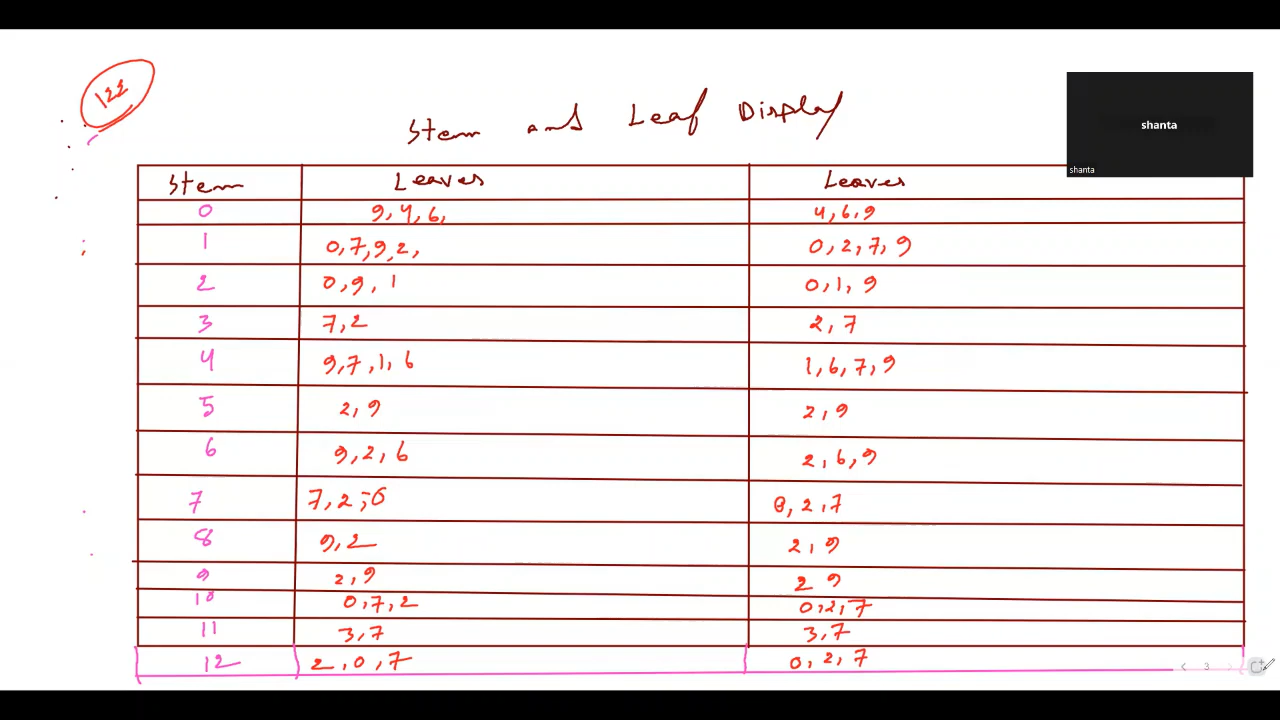 122
Stem and Leaf Display
shanta
shanta
Stem Leaves Leaves
0 9, 4, 6, 4, 6, 9
1 0, 7, 9, 2, 0, 2, 7, 9
2 0, 9, 1 0, 1, 9
3 7, 2 2, 7
4 9, 7, 1, 6 1, 6, 7, 9
5 2, 9 2, 9
6 9, 2, 6 2, 6, 9
7 7, 2, 0 0, 2, 7
8 9, 2 2, 9
9 2, 9 2 9
10 0, 7, 2 0, 2, 7
11 3, 7 3, 7
12 2, 0, 7 0, 2, 7
3